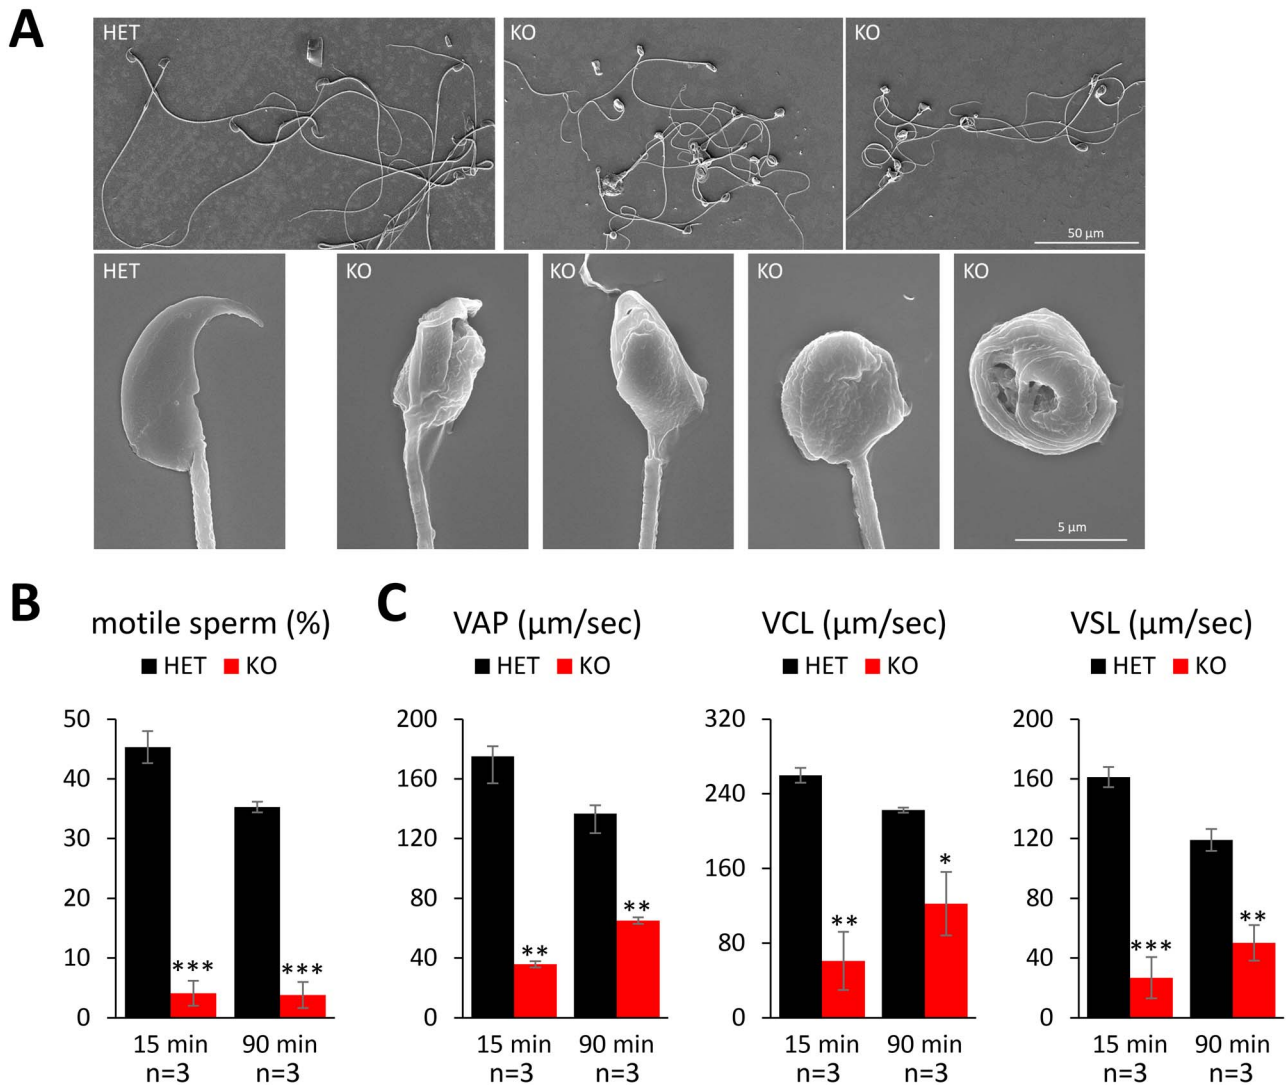 A
HET
KO
KO
50 µm
HET
KO
KO
KO
KO
5 µm
B
motile sperm (%)
HET KO
50
40
30
20
10
0
***
***
15 min 90 min
n=3 n=3
C
VAP (µm/sec)
HET KO
200
160
120
80
40
0
**
**
15 min 90 min
n=3 n=3
VCL (µm/sec)
HET KO
320
240
160
80
0
**
*
15 min 90 min
n=3 n=3
VSL (µm/sec)
HET KO
200
160
120
80
40
0
***
**
15 min 90 min
n=3 n=3